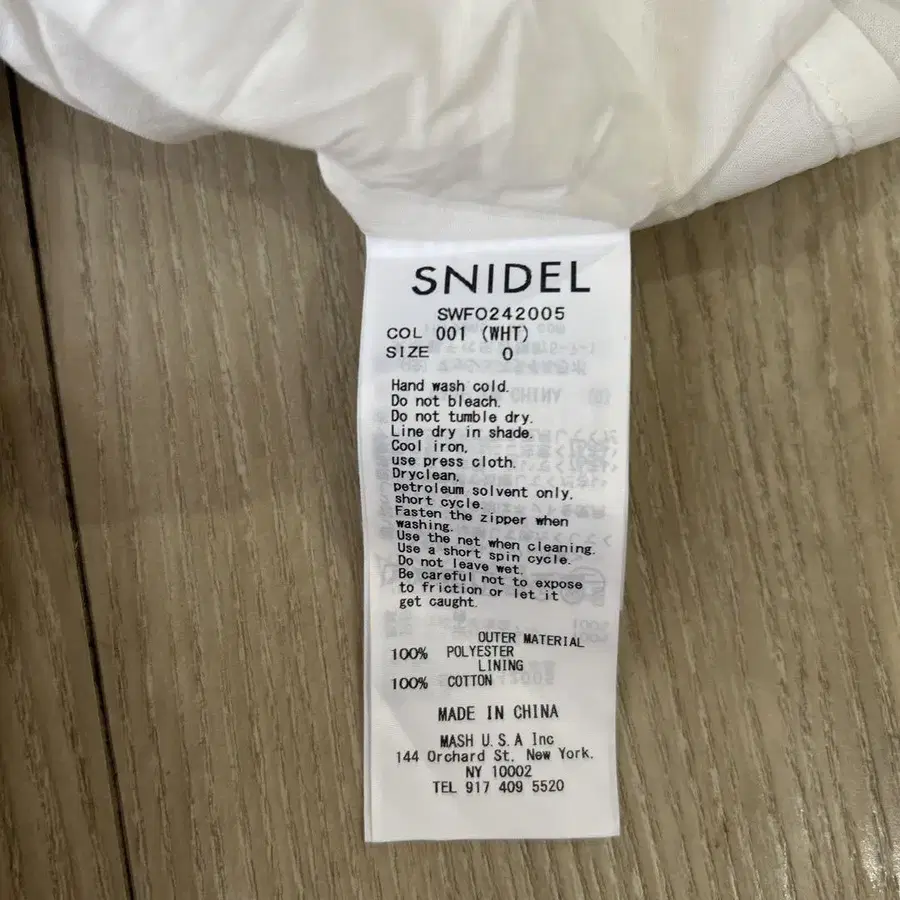 SNIDEL
SWFO242005
COL 001 (WHT)
SIZE 0
Hand wash cold.
Do not bleach.
Do not tumble dry.
Line dry in shade.
Cool iron,
use press cloth.
Dryclean,
petroleum solvent only,
short cycle.
Fasten the zipper when
washing.
Use the net when cleaning.
Use a short spin cycle.
Do not leave wet.
Be careful not to expose
to friction or let it
get caught.
OUTER MATERIAL
100% POLYESTER
LINING
100% COTTON
MADE IN CHINA
MASH U.S.A Inc
144 Orchard St, New York.
NY 10002
TEL 917 409 5520